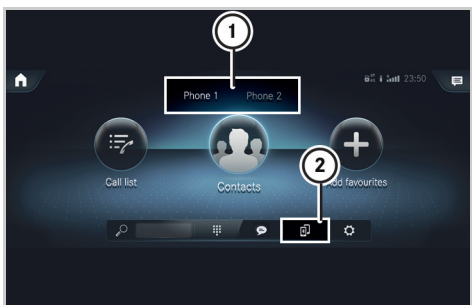 1
23:50
Phone 1 Phone 2
Call list
Contacts
Add favourites
2